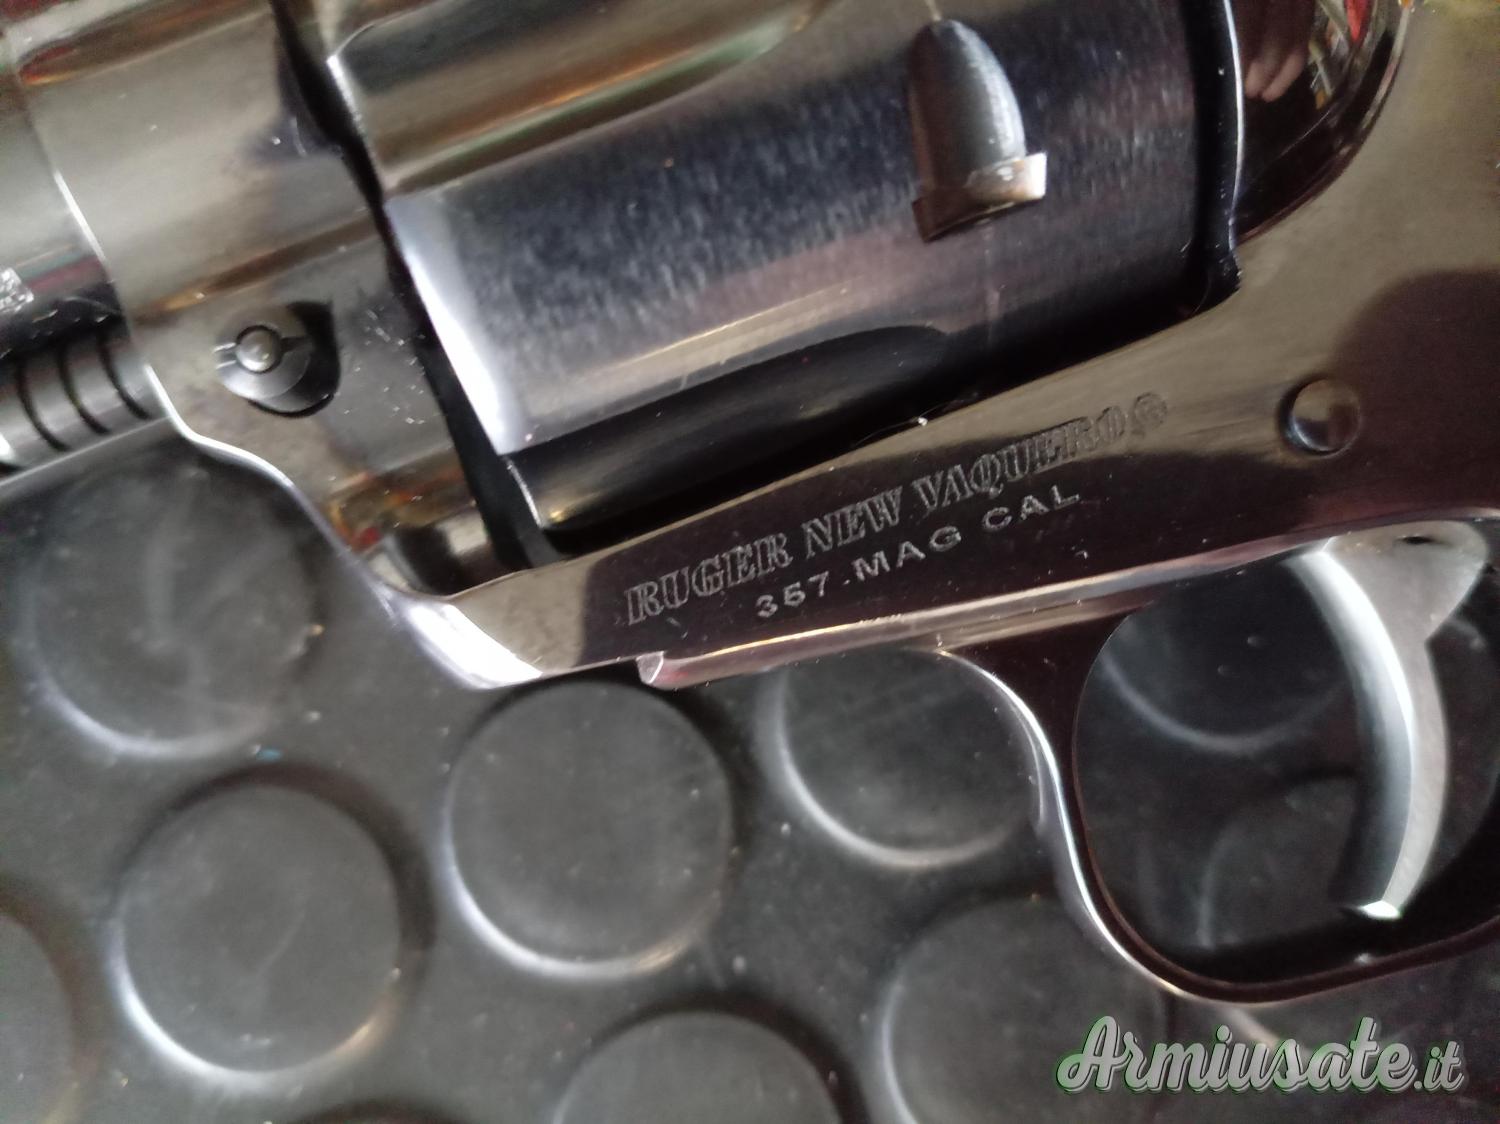 RUGER NEW VAQUERO®
357 MAG CAL
Armiusate.it